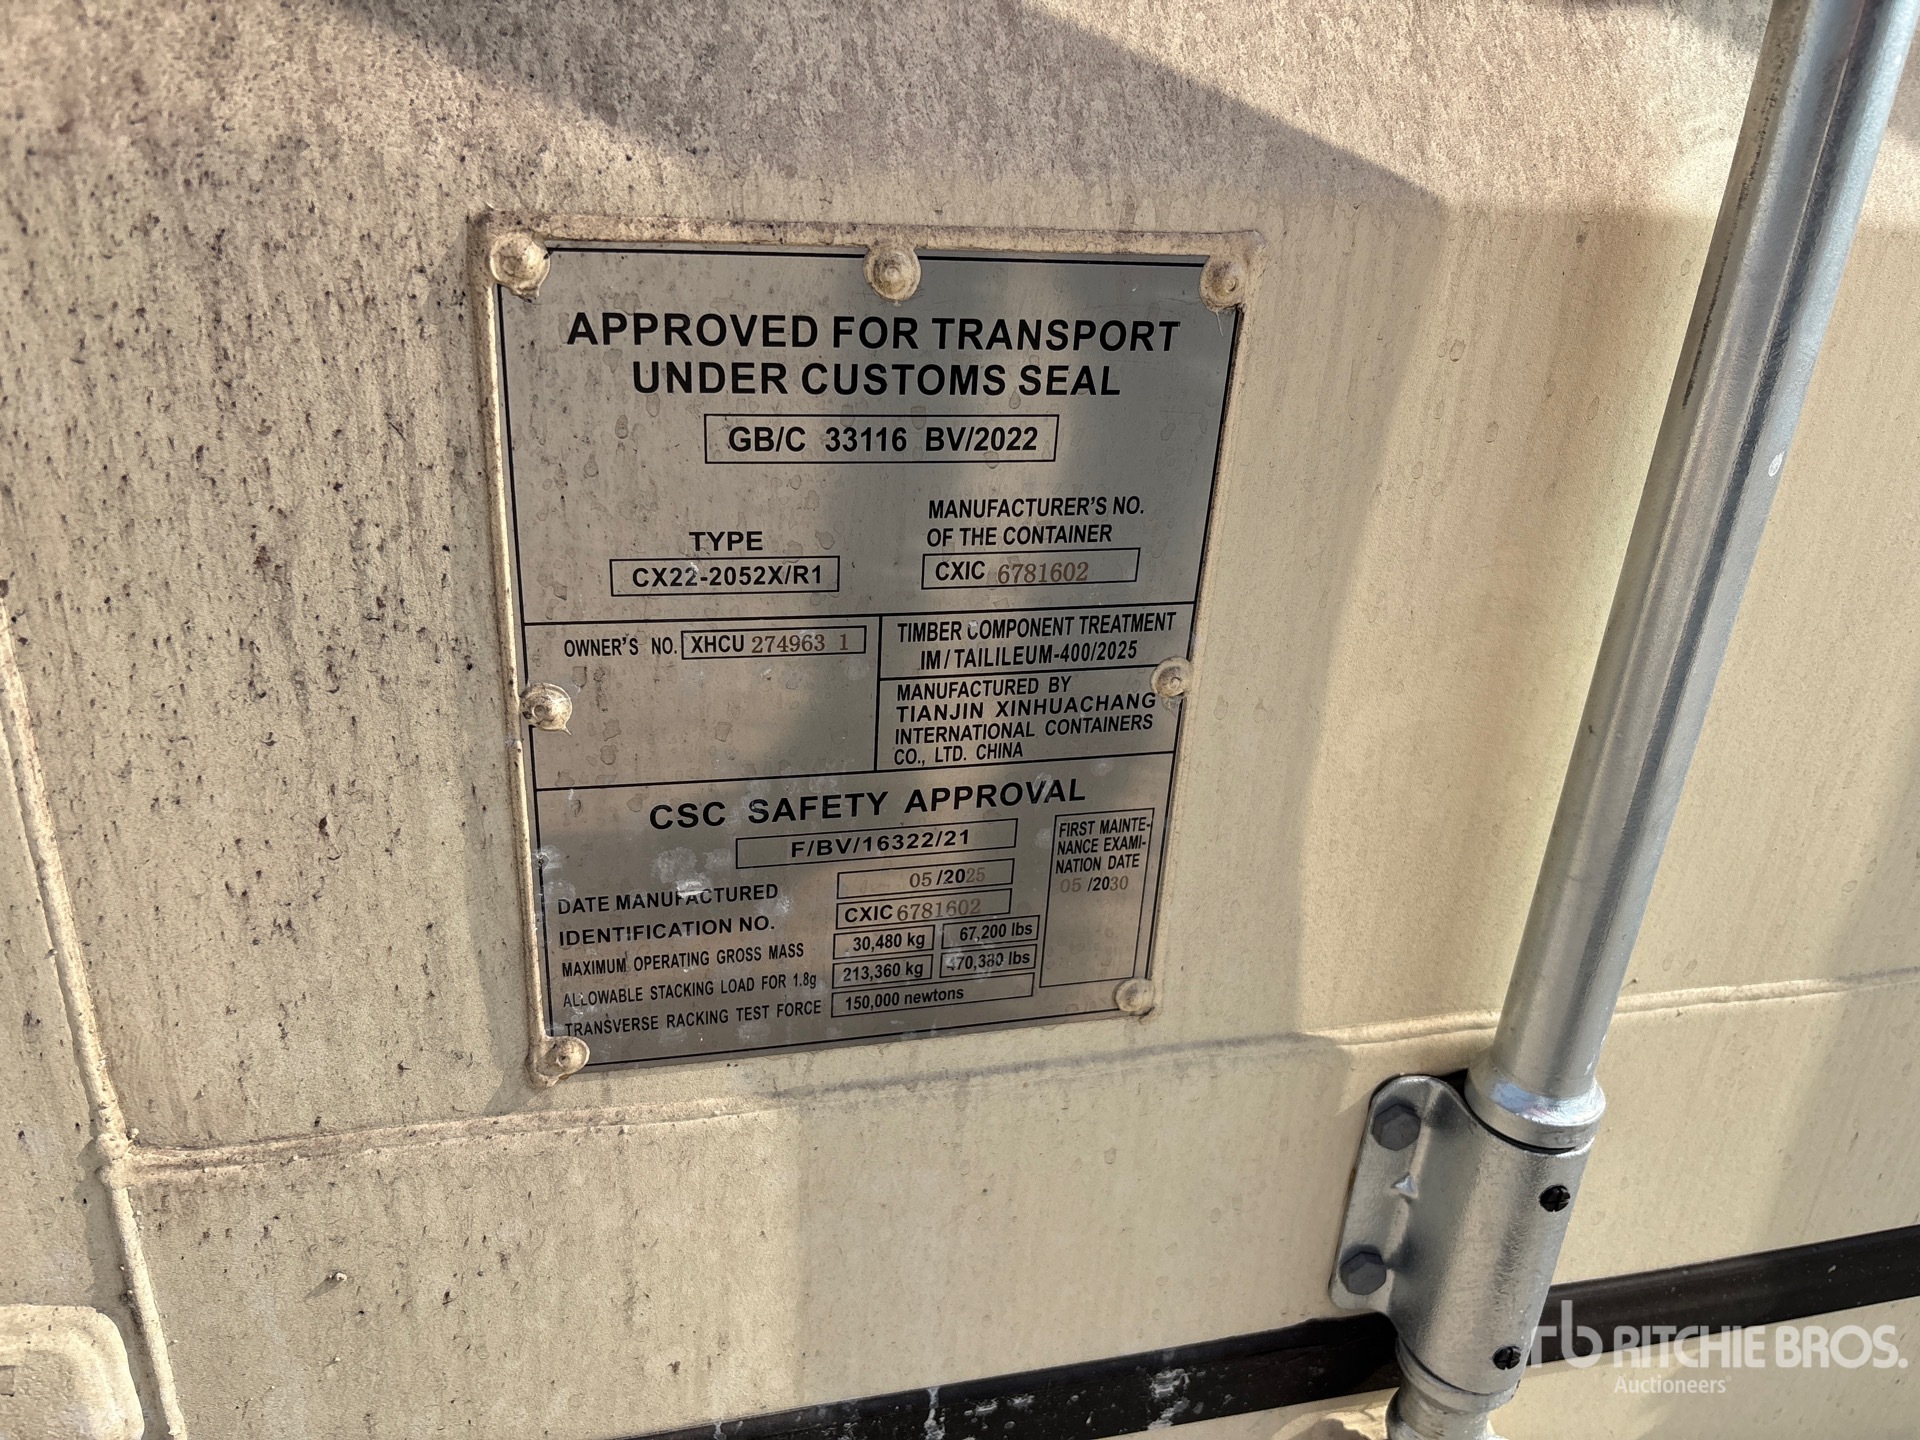 APPROVED FOR TRANSPORT
UNDER CUSTOMS SEAL
GB/C 33116 BV/2022
TYPE
CX22-2052X/R1
MANUFACTURER'S NO.
OF THE CONTAINER
CXIC 6781602
OWNER'S NO. XHCU 274963 1
TIMBER COMPONENT TREATMENT
IM/TAILILEUM-400/2025
MANUFACTURED BY
TIANJIN XINHUACHANG
INTERNATIONAL CONTAINERS
CO., LTD. CHINA
CSC SAFETY APPROVAL
F/BV/16322/21
DATE MANUFACTURED 05/2025
IDENTIFICATION NO. CXIC 6781602
MAXIMUM OPERATING GROSS MASS 30,480 kg 67,200 lbs
ALLOWABLE STACKING LOAD FOR 1.8g 213,360 kg 470,380 lbs
TRANSVERSE RACKING TEST FORCE 150,000 newtons
FIRST MAINTE-
NANCE EXAMI-
NATION DATE
05/2030
rb RITCHIE BROS.
Auctioneers